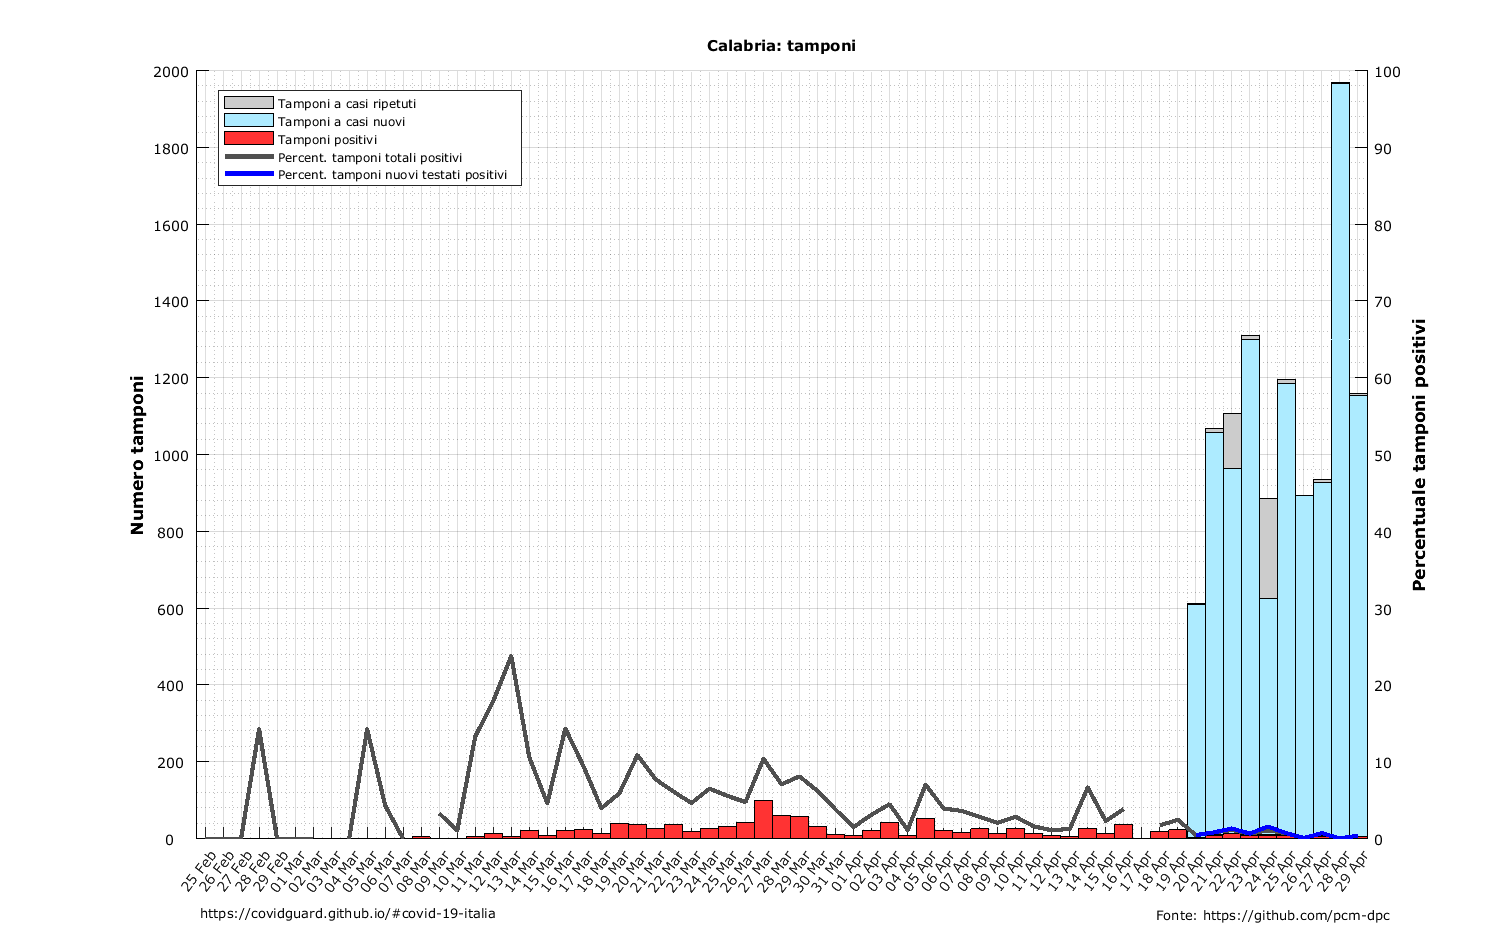 Calabria: tamponi
Tamponi a casi ripetuti
Tamponi a casi nuovi
Tamponi positivi
Percent. tamponi totali positivi
Percent. tamponi nuovi testati positivi
Numero tamponi
2000
1800
1600
1400
1200
1000
800
600
400
200
0
100
90
80
70
60
50
40
30
20
10
0
Percentuale tamponi positivi
25 Feb
26 Feb
27 Feb
28 Feb
29 Feb
01 Mar
02 Mar
03 Mar
04 Mar
05 Mar
06 Mar
07 Mar
08 Mar
09 Mar
10 Mar
11 Mar
12 Mar
13 Mar
14 Mar
15 Mar
16 Mar
17 Mar
18 Mar
19 Mar
20 Mar
21 Mar
22 Mar
23 Mar
24 Mar
25 Mar
26 Mar
27 Mar
28 Mar
29 Mar
30 Mar
31 Mar
01 Apr
02 Apr
03 Apr
04 Apr
05 Apr
06 Apr
07 Apr
08 Apr
09 Apr
10 Apr
11 Apr
12 Apr
13 Apr
14 Apr
15 Apr
16 Apr
17 Apr
18 Apr
19 Apr
20 Apr
21 Apr
22 Apr
23 Apr
24 Apr
25 Apr
26 Apr
27 Apr
28 Apr
29 Apr
https://covidguard.github.io/#covid-19-italia
Fonte: https://github.com/pcm-dpc